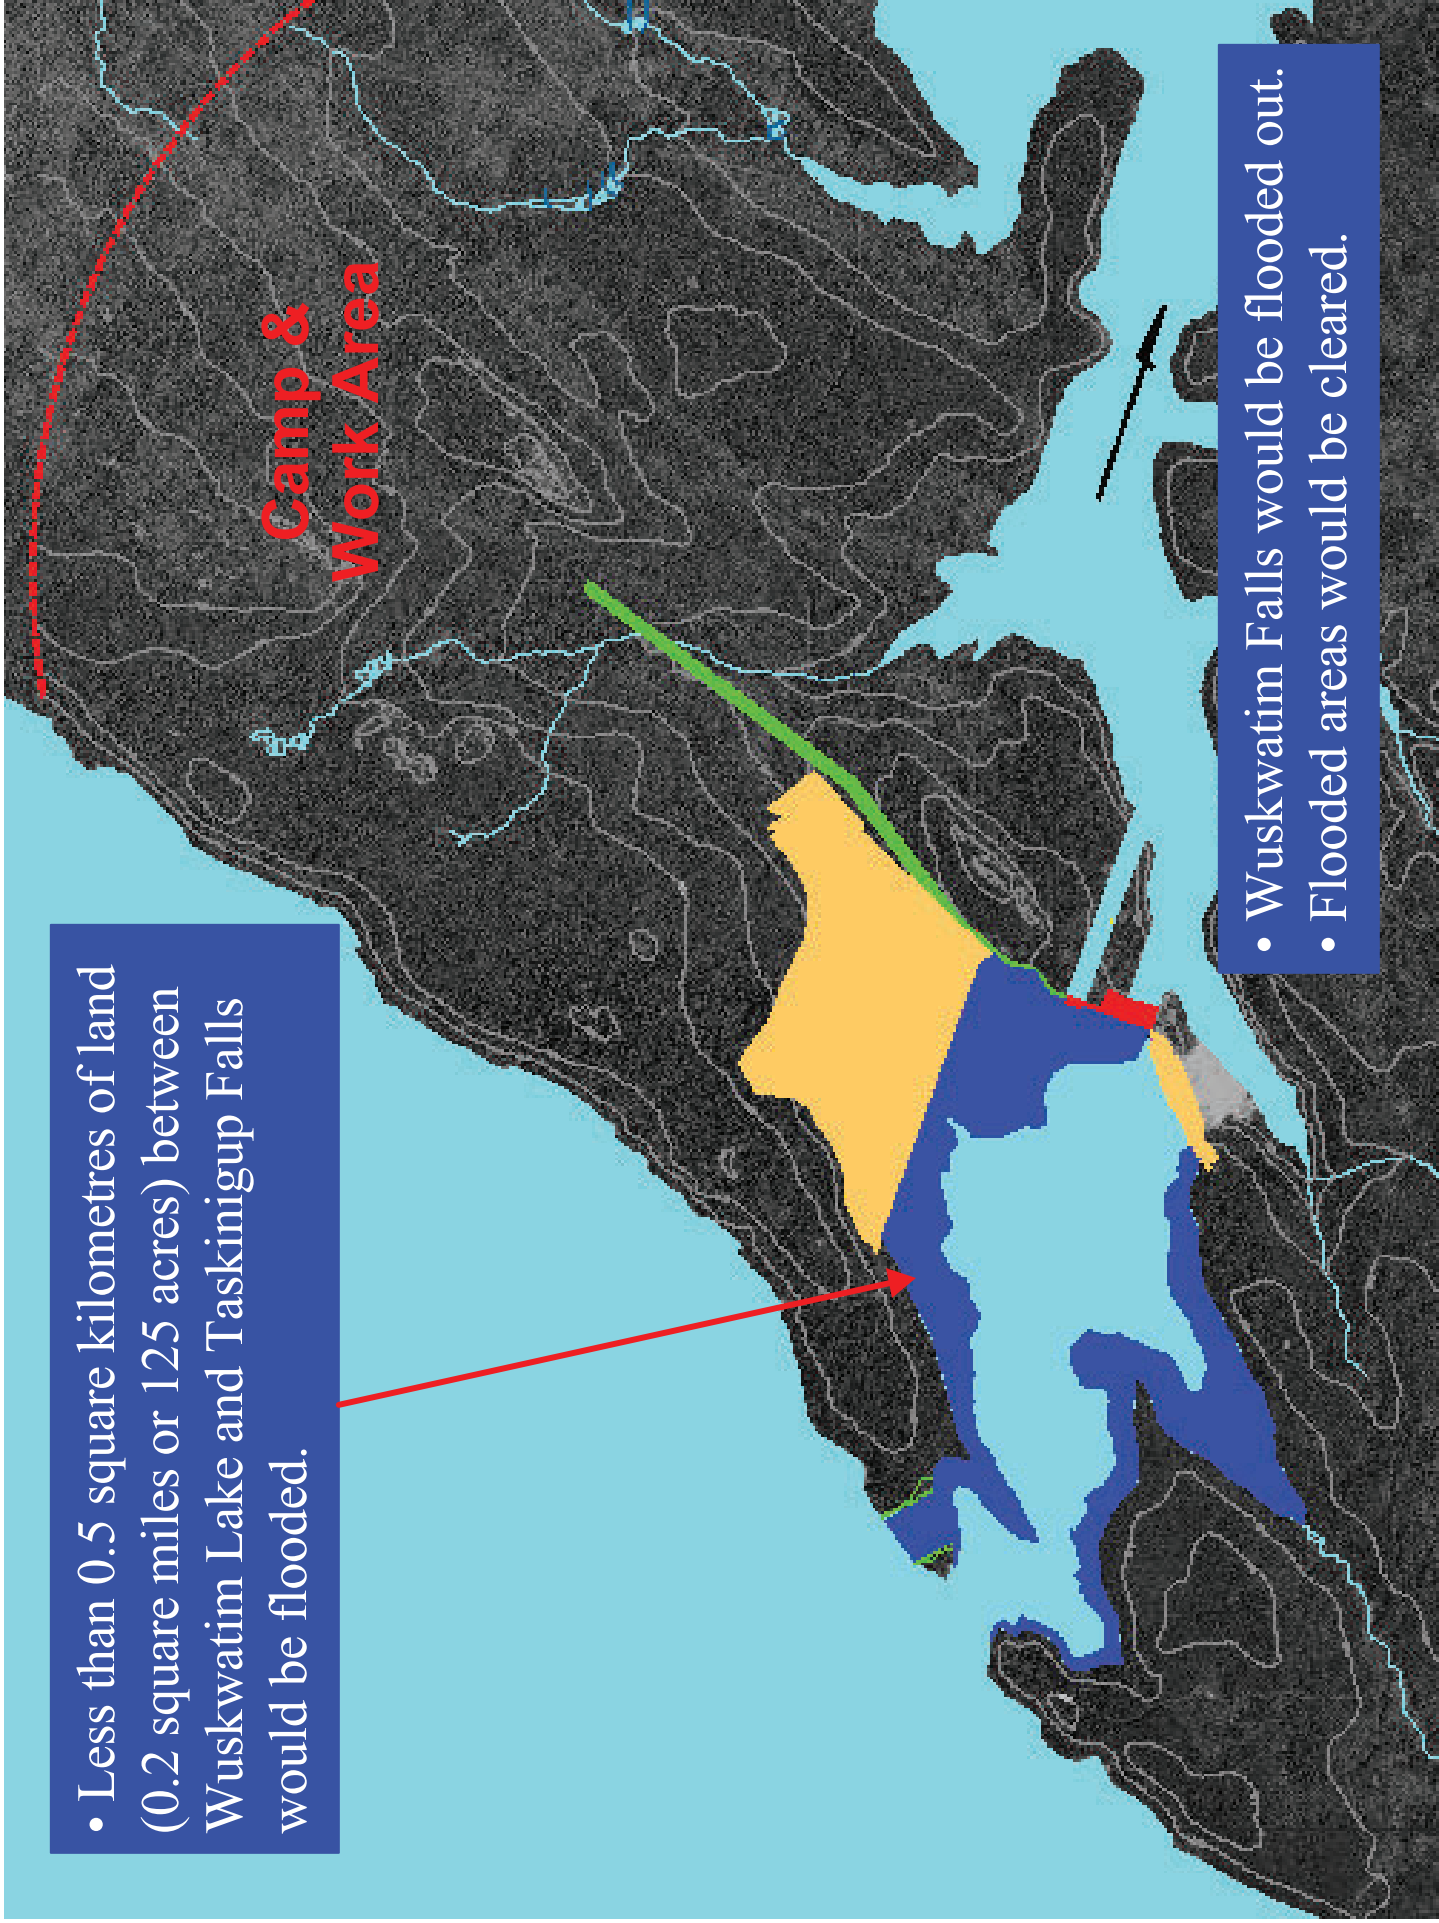 • Less than 0.5 square kilometres of land
(0.2 square miles or 125 acres) between
Wuskwatim Lake and Taskinigup Falls
would be flooded.
Camp &
Work Area
• Wuskwatim Falls would be flooded out.
• Flooded areas would be cleared.